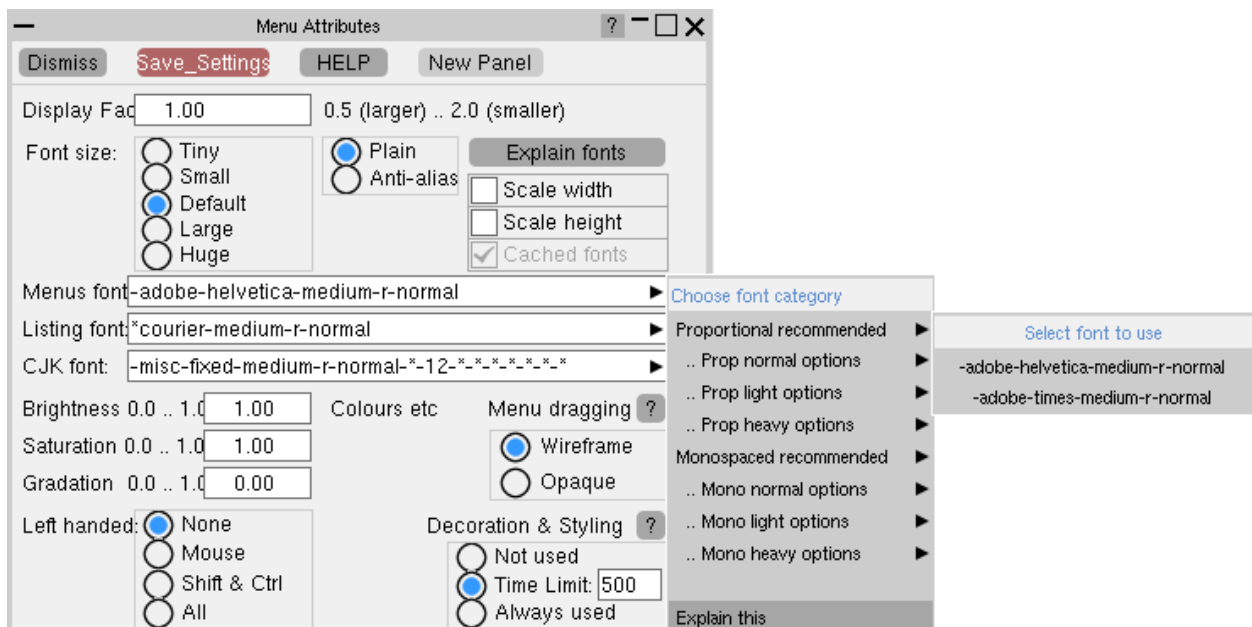 Menu Attributes ?
Dismiss Save_Settings HELP New Panel
Display Fac 1.00 0.5 (larger) .. 2.0 (smaller)
Font size: Tiny Plain Explain fonts
Small Anti-alias Scale width
Default Scale height
Large Cached fonts
Huge
Menus font -adobe-helvetica-medium-r-normal
Listing font: *courier-medium-r-normal
CJK font: -misc-fixed-medium-r-normal-*-12-*-*-*-*-*-*-*
Brightness 0.0 .. 1.0 1.00 Colours etc Menu dragging ?
Saturation 0.0 .. 1.0 1.00 Wireframe
Gradation 0.0 .. 1.0 0.00 Opaque
Left handed: None Decoration & Styling ?
Mouse Not used
Shift & Ctrl Time Limit: 500
All Always used
Choose font category
Proportional recommended
.. Prop normal options
.. Prop light options
.. Prop heavy options
Monospaced recommended
.. Mono normal options
.. Mono light options
.. Mono heavy options
Explain this
Select font to use
-adobe-helvetica-medium-r-normal
-adobe-times-medium-r-normal